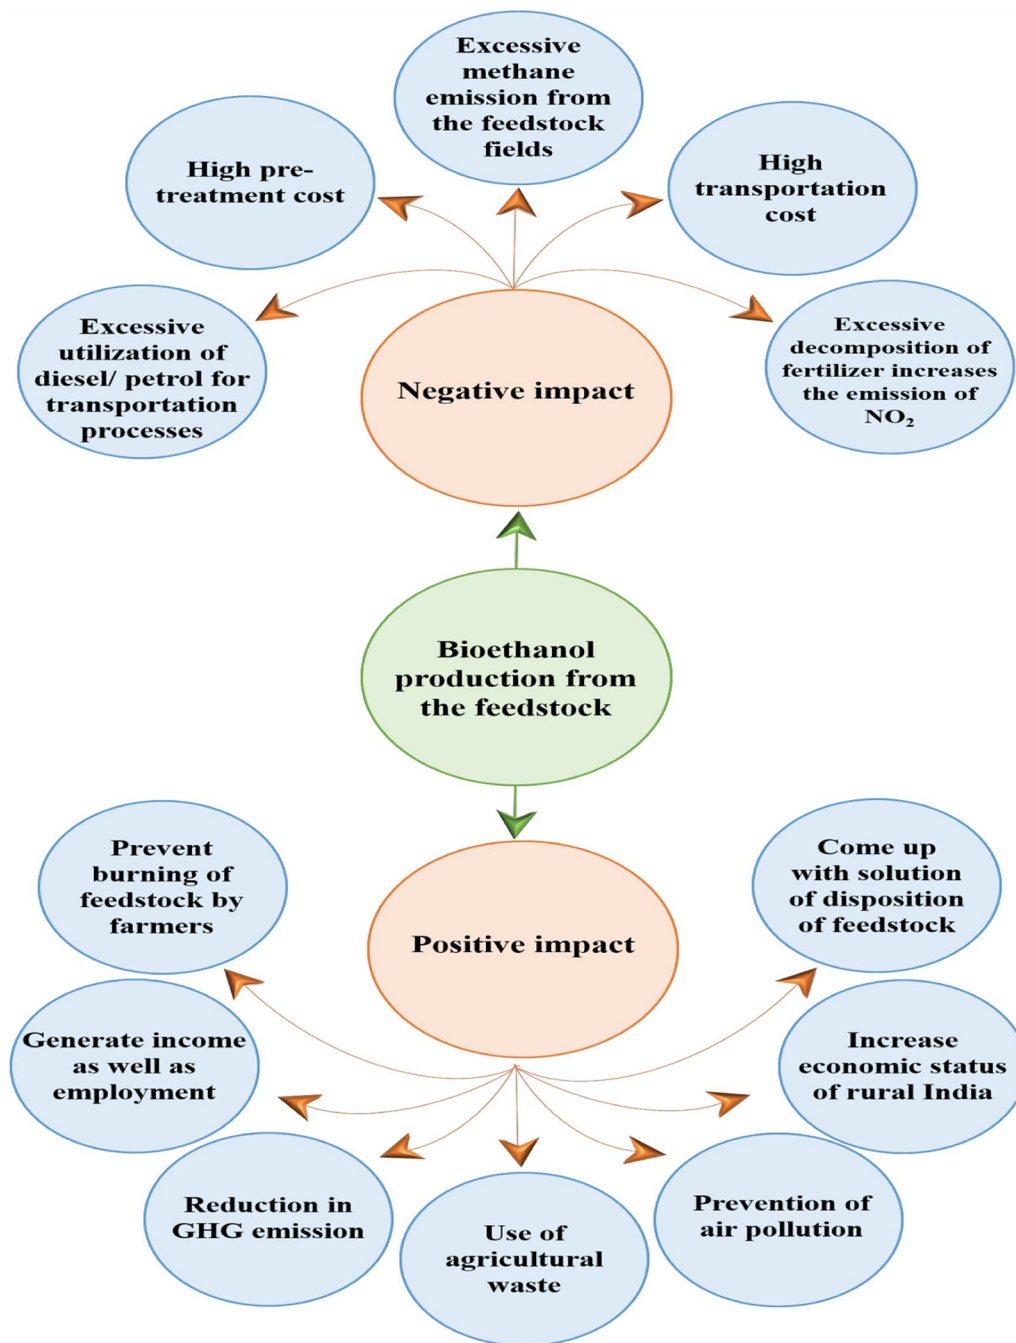 Excessive
methane
emission from
the feedstock
fields
High pre-
treatment cost
High
transportation
cost
Excessive
utilization of
diesel/ petrol for
transportation
processes
Negative impact
Excessive
decomposition of
fertilizer increases
the emission of
NO₂
Bioethanol
production from
the feedstock
Prevent
burning of
feedstock by
farmers
Positive impact
Come up
with solution
of disposition
of feedstock
Generate income
as well as
employment
Increase
economic status
of rural India
Reduction in
GHG emission
Use of
agricultural
waste
Prevention of
air pollution